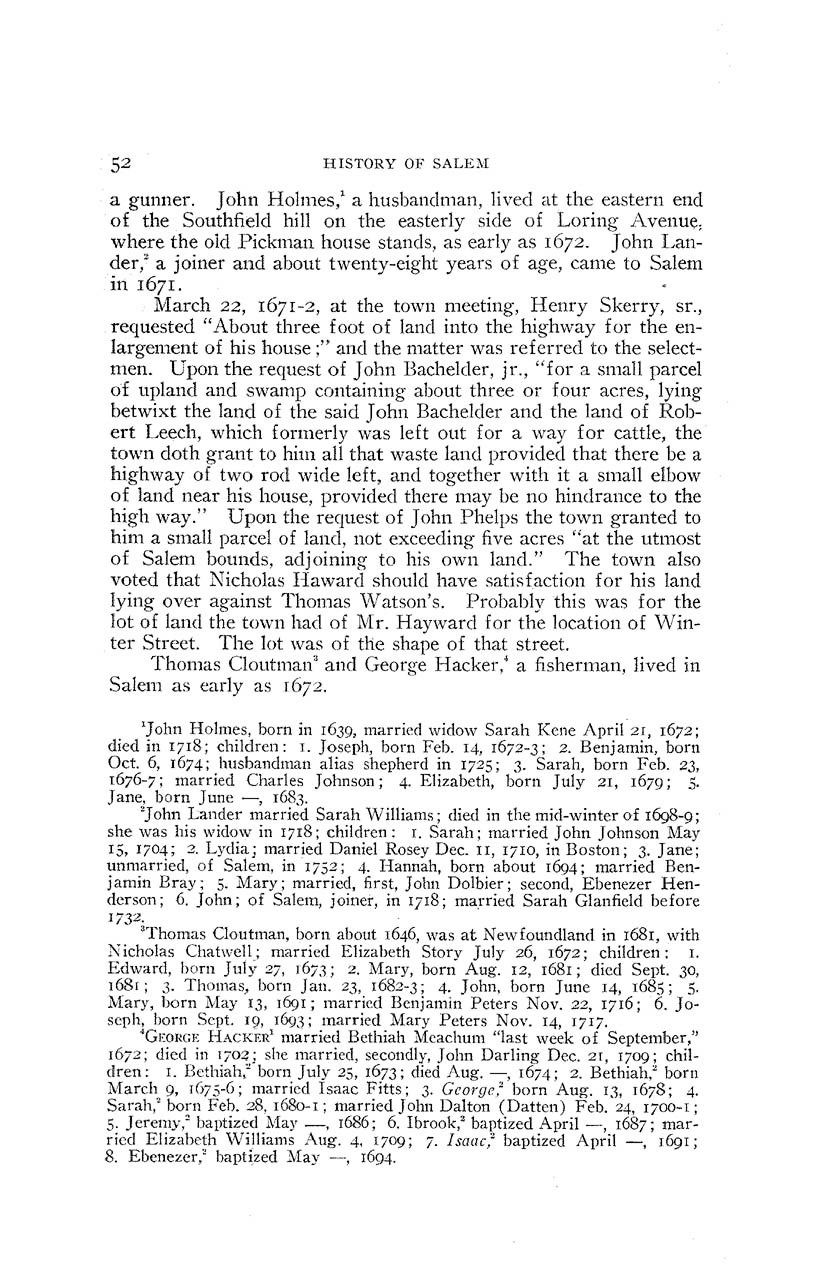 52 HISTORY OF SALEM
a gunner. John Holmes,¹ a husbandman, lived at the eastern end
of the Southfield hill on the easterly side of Loring Avenue,
where the old Pickman house stands, as early as 1672. John Lan-
der,² a joiner and about twenty-eight years of age, came to Salem
in 1671.
March 22, 1671-2, at the town meeting, Henry Skerry, sr.,
requested "About three foot of land into the highway for the en-
largement of his house;" and the matter was referred to the select-
men. Upon the request of John Bachelder, jr., "for a small parcel
of upland and swamp containing about three or four acres, lying
betwixt the land of the said John Bachelder and the land of Rob-
ert Leech, which formerly was left out for a way for cattle, the
town doth grant to him all that waste land provided that there be a
highway of two rod wide left, and together with it a small elbow
of land near his house, provided there may be no hindrance to the
high way." Upon the request of John Phelps the town granted to
him a small parcel of land, not exceeding five acres "at the utmost
of Salem bounds, adjoining to his own land." The town also
voted that Nicholas Haward should have satisfaction for his land
lying over against Thomas Watson's. Probably this was for the
lot of land the town had of Mr. Hayward for the location of Win-
ter Street. The lot was of the shape of that street.
Thomas Cloutman³ and George Hacker,⁴ a fisherman, lived in
Salem as early as 1672.
¹John Holmes, born in 1639, married widow Sarah Kene April 21, 1672;
died in 1718; children: 1. Joseph, born Feb. 14, 1672-3; 2. Benjamin, born
Oct. 6, 1674; husbandman alias shepherd in 1725; 3. Sarah, born Feb. 23,
1676-7; married Charles Johnson; 4. Elizabeth, born July 21, 1679; 5.
Jane, born June —, 1683.
²John Lander married Sarah Williams; died in the mid-winter of 1698-9;
she was his widow in 1718; children: 1. Sarah; married John Johnson May
15, 1704; 2. Lydia; married Daniel Rosey Dec. 11, 1710, in Boston; 3. Jane;
unmarried, of Salem, in 1752; 4. Hannah, born about 1694; married Ben-
jamin Bray; 5. Mary; married, first, John Dolbier; second, Ebenezer Hen-
derson; 6. John; of Salem, joiner, in 1718; married Sarah Glanfield before
1732.
³Thomas Cloutman, born about 1646, was at Newfoundland in 1681, with
Nicholas Chatwell; married Elizabeth Story July 26, 1672; children: 1.
Edward, born July 27, 1673; 2. Mary, born Aug. 12, 1681; died Sept. 30,
1681; 3. Thomas, born Jan. 23, 1682-3; 4. John, born June 14, 1685; 5.
Mary, born May 13, 1691; married Benjamin Peters Nov. 22, 1716; 6. Jo-
seph, born Sept. 19, 1693; married Mary Peters Nov. 14, 1717.
⁴GEORGE HACKER¹ married Bethiah Meachum "last week of September,"
1672; died in 1702; she married, secondly, John Darling Dec. 21, 1709; chil-
dren: 1. Bethiah,² born July 25, 1673; died Aug. —, 1674; 2. Bethiah,² born
March 9, 1675-6; married Isaac Fitts; 3. George,² born Aug. 13, 1678; 4.
Sarah,² born Feb. 28, 1680-1; married John Dalton (Datten) Feb. 24, 1700-1;
5. Jeremy,² baptized May —, 1686; 6. Ibrook,² baptized April —, 1687; mar-
ried Elizabeth Williams Aug. 4, 1709; 7. Isaac,² baptized April —, 1691;
8. Ebenezer,² baptized May —, 1694.